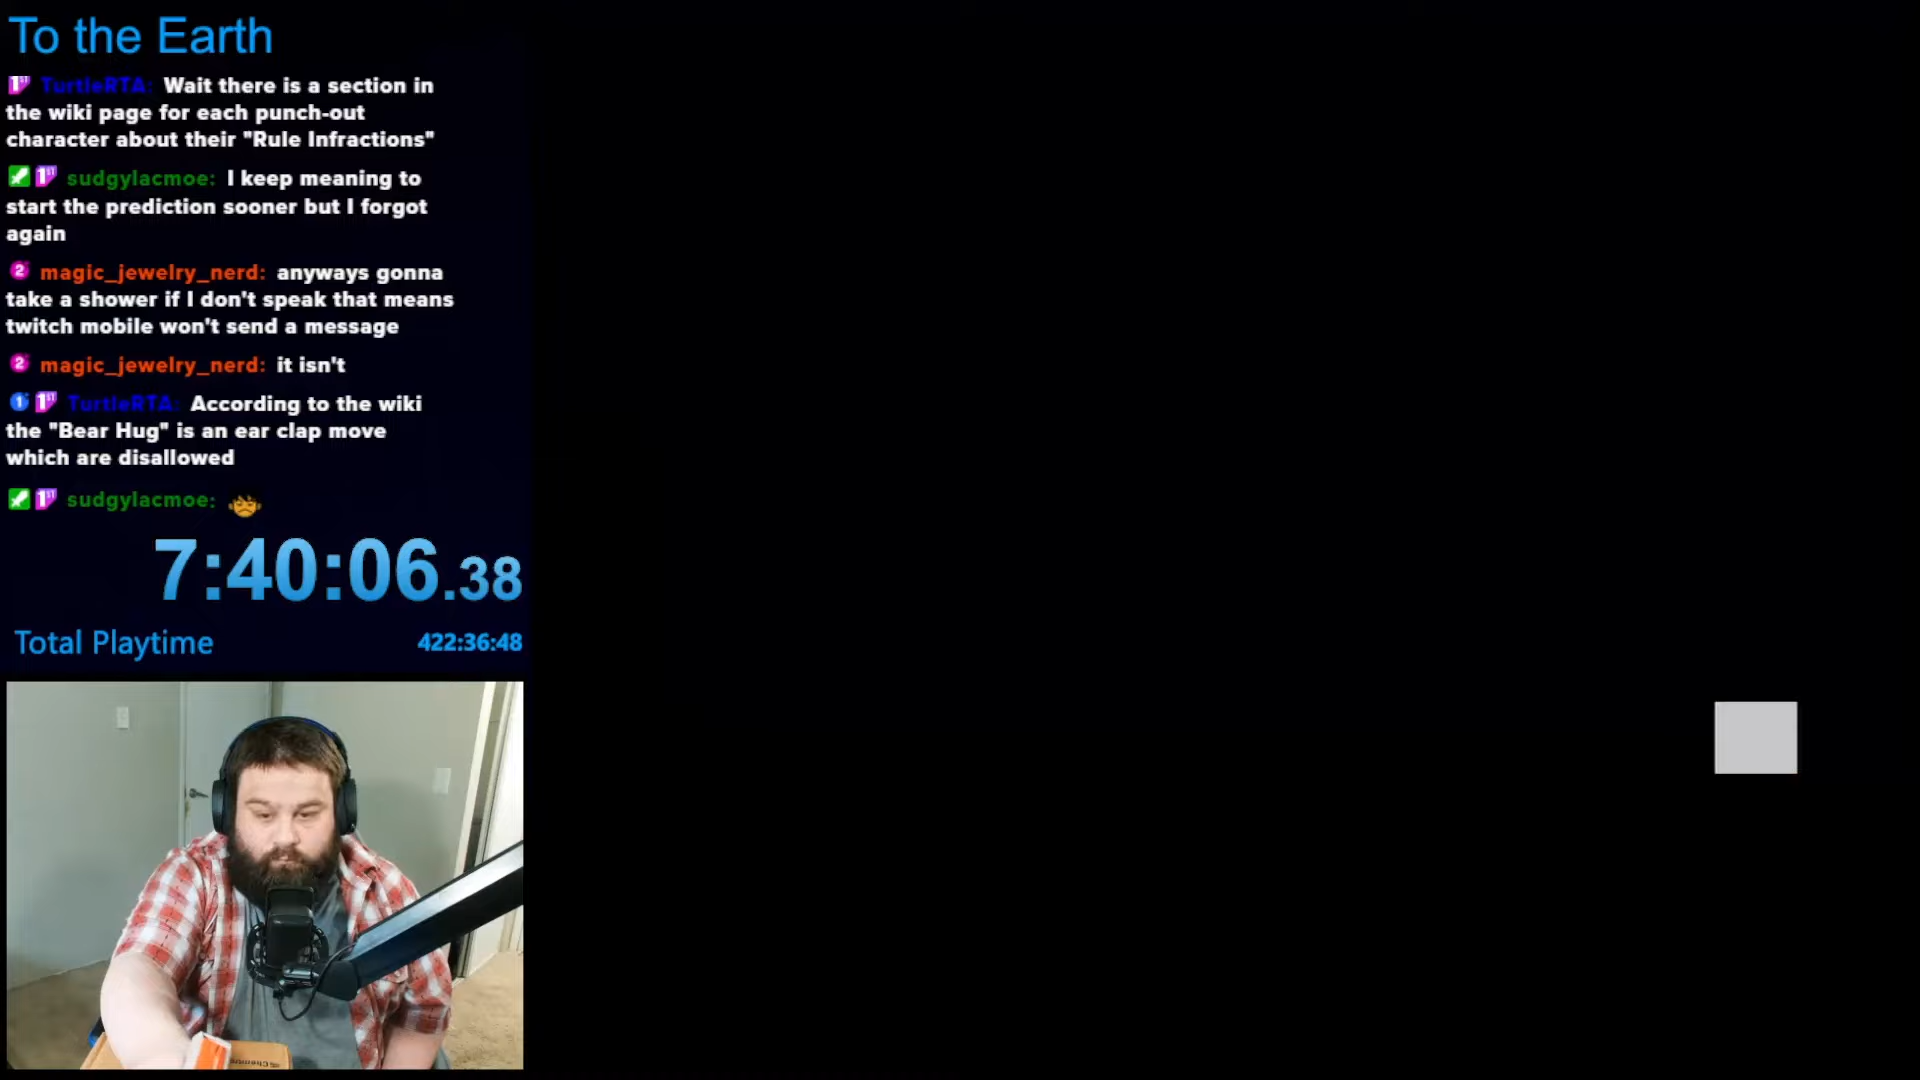 To the Earth
TurtleRTA: Wait there is a section in
the wiki page for each punch-out
character about their "Rule Infractions"
sudgylacmoe: I keep meaning to
start the prediction sooner but I forgot
again
magic_jewelry_nerd: anyways gonna
take a shower if I don't speak that means
twitch mobile won't send a message
magic_jewelry_nerd: it isn't
TurtleRTA: According to the wiki
the "Bear Hug" is an ear clap move
which are disallowed
sudgylacmoe:
7:40:06.38
Total Playtime 422:36:48